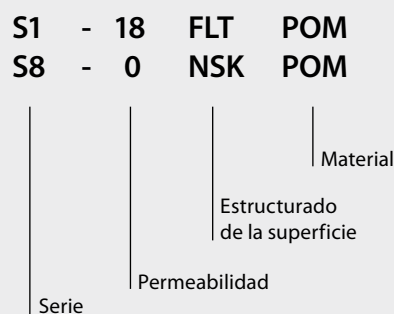 S1 - 18 FLT POM
S8 - 0 NSK POM
Material
Estructurado
de la superficie
Permeabilidad
Serie